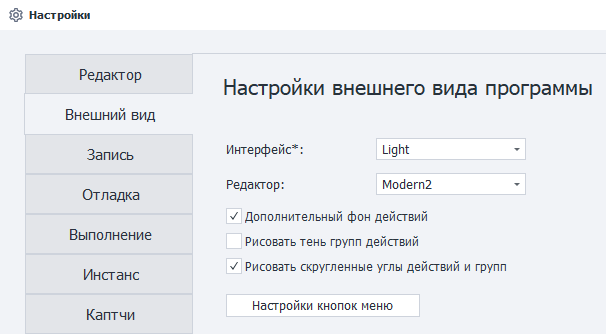 Настройки
Редактор
Внешний вид
Запись
Отладка
Выполнение
Инстанс
Каптчи
Настройки внешнего вида программы
Интерфейс*: Light
Редактор: Modern2
Дополнительный фон действий
Рисовать тень групп действий
Рисовать скругленные углы действий и групп
Настройки кнопок меню